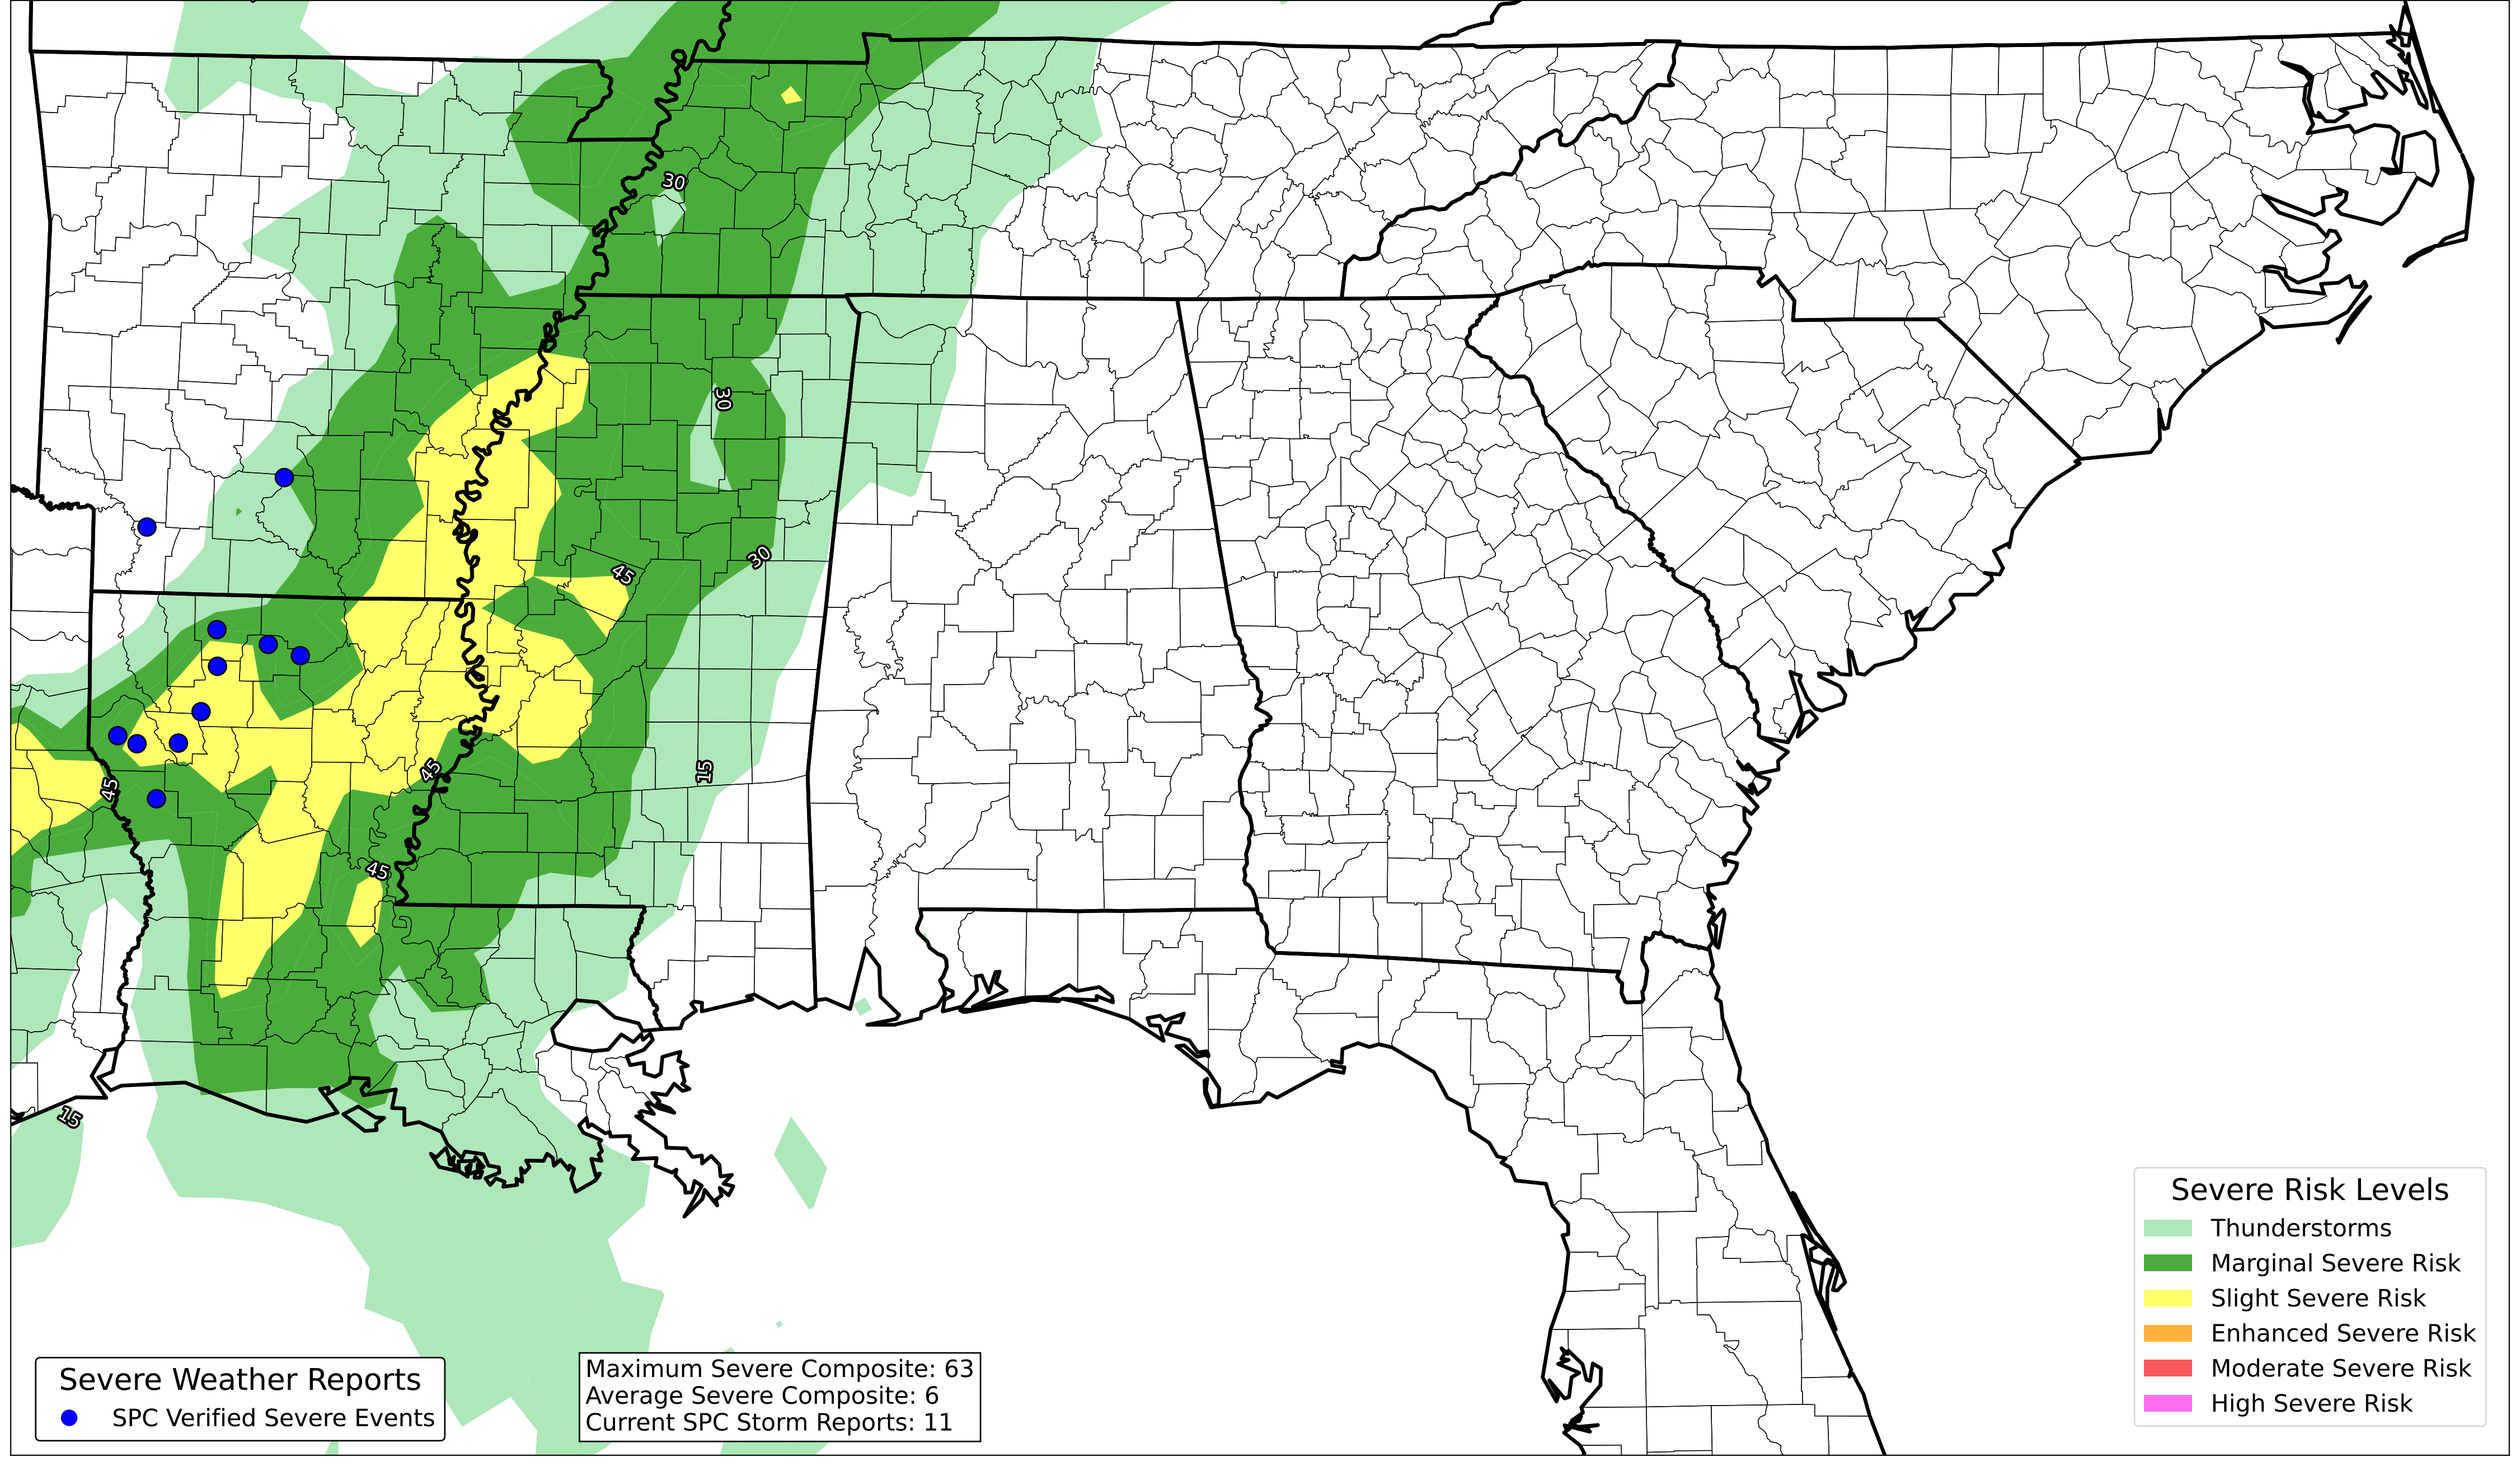 30
30
30
45
15
45
45
45
15
Severe Risk Levels
Thunderstorms
Marginal Severe Risk
Slight Severe Risk
Enhanced Severe Risk
Moderate Severe Risk
High Severe Risk
Severe Weather Reports
SPC Verified Severe Events
Maximum Severe Composite: 63
Average Severe Composite: 6
Current SPC Storm Reports: 11